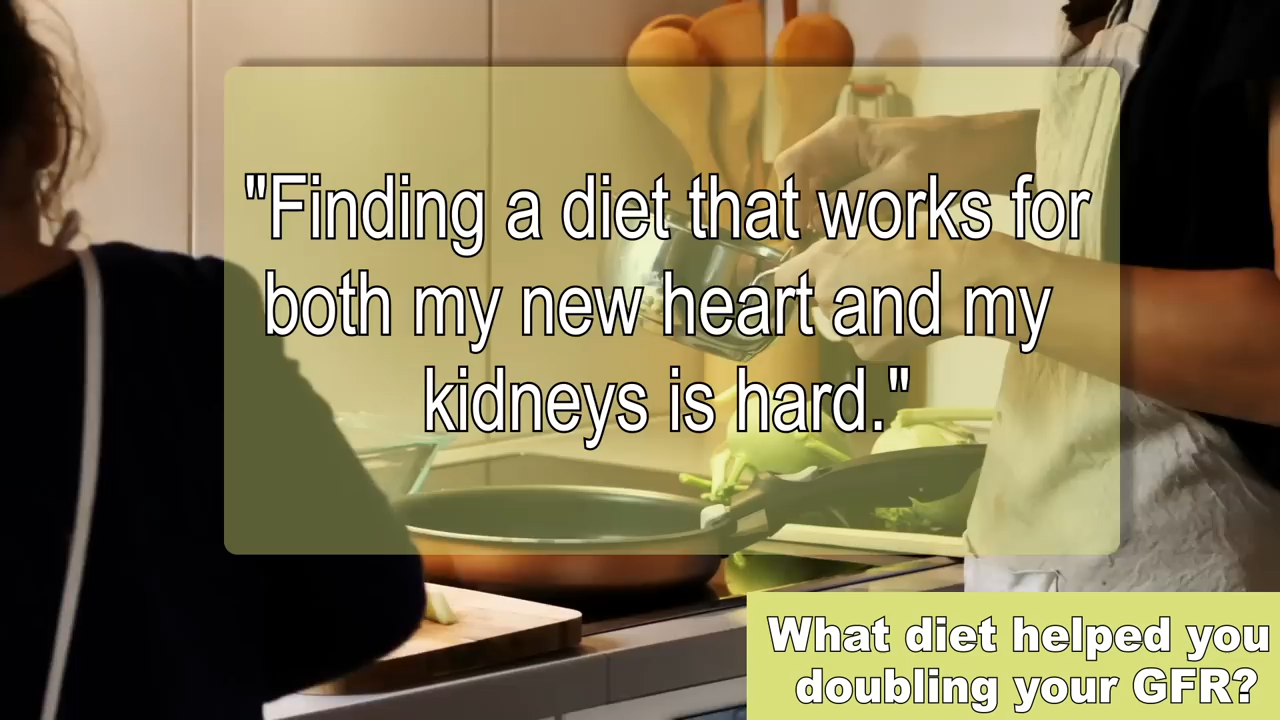 "Finding a diet that works for
both my new heart and my
kidneys is hard."
What diet helped you
doubling your GFR?